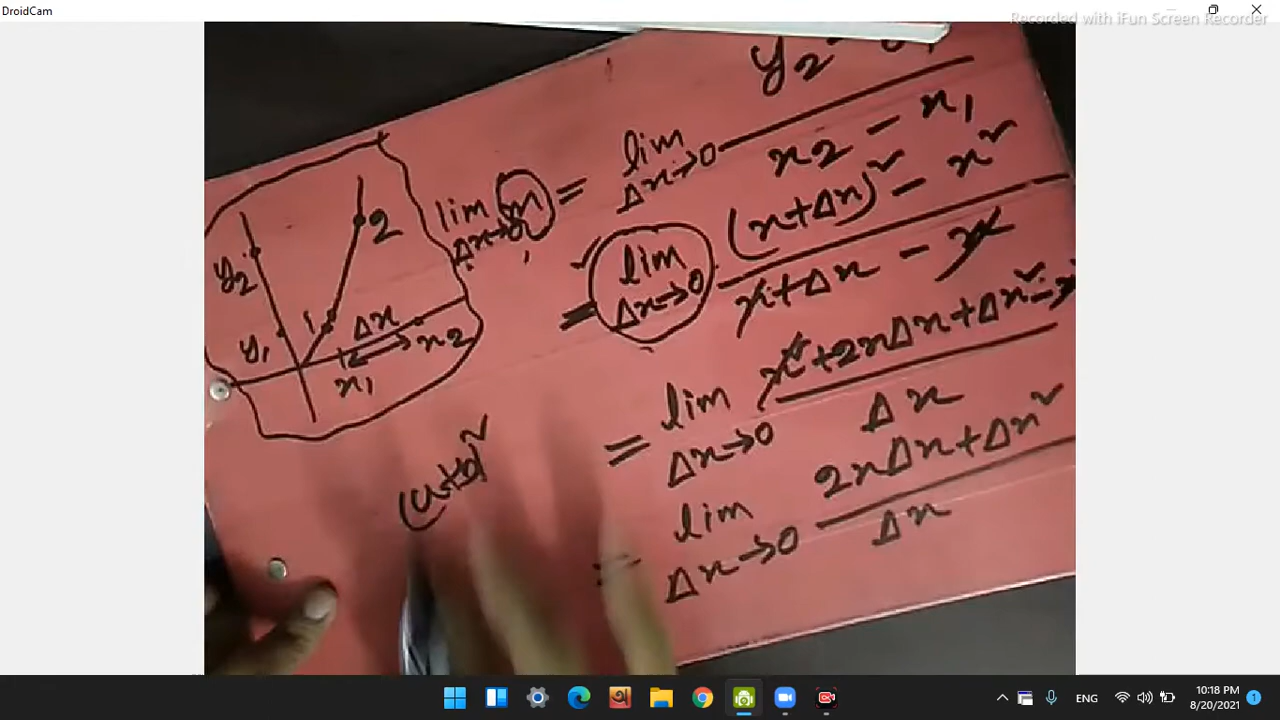 DroidCam
Recorded with iFun Screen Recorder
lim Δx→0 m = lim Δx→0 y2 - y1 / x2 - x1
= lim Δx→0 (x+Δx)² - x² / x+Δx - x
= lim Δx→0 x²+2xΔx+Δx²-x² / Δx
= lim Δx→0 2xΔx+Δx² / Δx
y2
y1
1
2
Δx
x1
x2
(a+b)²
ENG
10:18 PM
8/20/2021
1